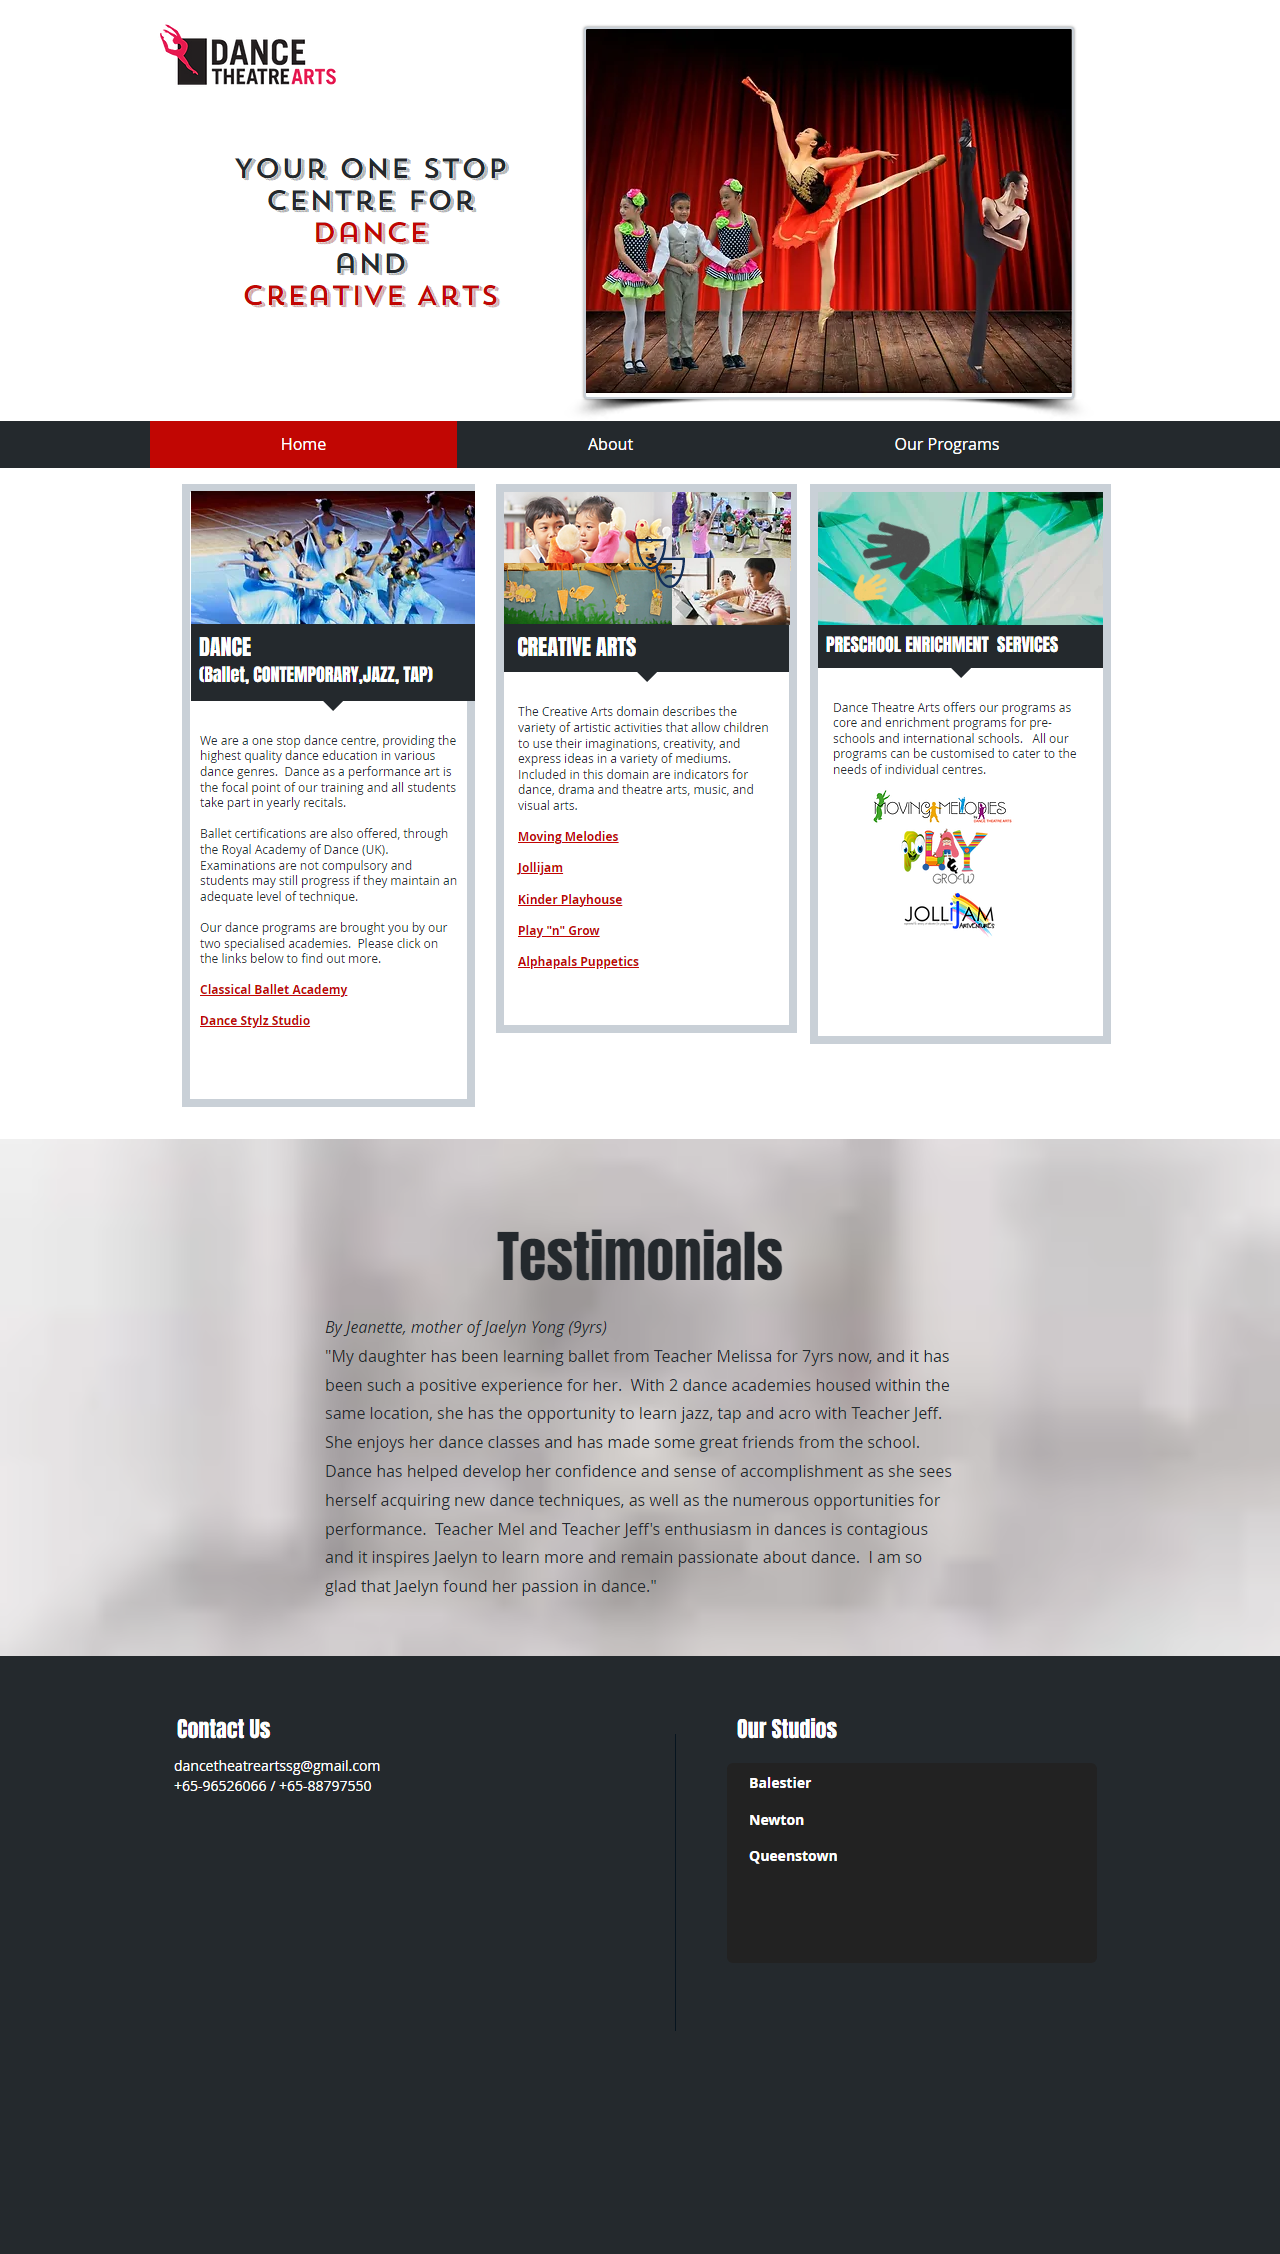 DANCE
THEATREARTS
YOUR ONE STOP
CENTRE FOR
DANCE
AND
CREATIVE ARTS
Home
About
Our Programs
DANCE
(Ballet, CONTEMPORARY,JAZZ, TAP)
We are a one stop dance centre, providing the
highest quality dance education in various
dance genres.  Dance as a performance art is
the focal point of our training and all students
take part in yearly recitals.
Ballet certifications are also offered, through
the Royal Academy of Dance (UK).
Examinations are not compulsory and
students may still progress if they maintain an
adequate level of technique.
Our dance programs are brought you by our
two specialised academies.  Please click on
the links below to find out more.
Classical Ballet Academy
Dance Stylz Studio
CREATIVE ARTS
The Creative Arts domain describes the
variety of artistic activities that allow children
to use their imaginations, creativity, and
express ideas in a variety of mediums.
Included in this domain are indicators for
dance, drama and theatre arts, music, and
visual arts.
Moving Melodies
Jollijam
Kinder Playhouse
Play "n" Grow
Alphapals Puppetics
PRESCHOOL ENRICHMENT  SERVICES
Dance Theatre Arts offers our programs as
core and enrichment programs for pre-
schools and international schools.   All our
programs can be customised to cater to the
needs of individual centres.
MOVING MELODIES
by DANCE THEATRE ARTS
PLAY
GROW
JOLLIJAM
ARTVENTURES
Testimonials
By Jeanette, mother of Jaelyn Yong (9yrs)
"My daughter has been learning ballet from Teacher Melissa for 7yrs now, and it has
been such a positive experience for her.  With 2 dance academies housed within the
same location, she has the opportunity to learn jazz, tap and acro with Teacher Jeff.
She enjoys her dance classes and has made some great friends from the school.
Dance has helped develop her confidence and sense of accomplishment as she sees
herself acquiring new dance techniques, as well as the numerous opportunities for
performance.  Teacher Mel and Teacher Jeff's enthusiasm in dances is contagious
and it inspires Jaelyn to learn more and remain passionate about dance.  I am so
glad that Jaelyn found her passion in dance."
Contact Us
dancetheatreartssg@gmail.com
+65-96526066 / +65-88797550
Our Studios
Balestier
Newton
Queenstown